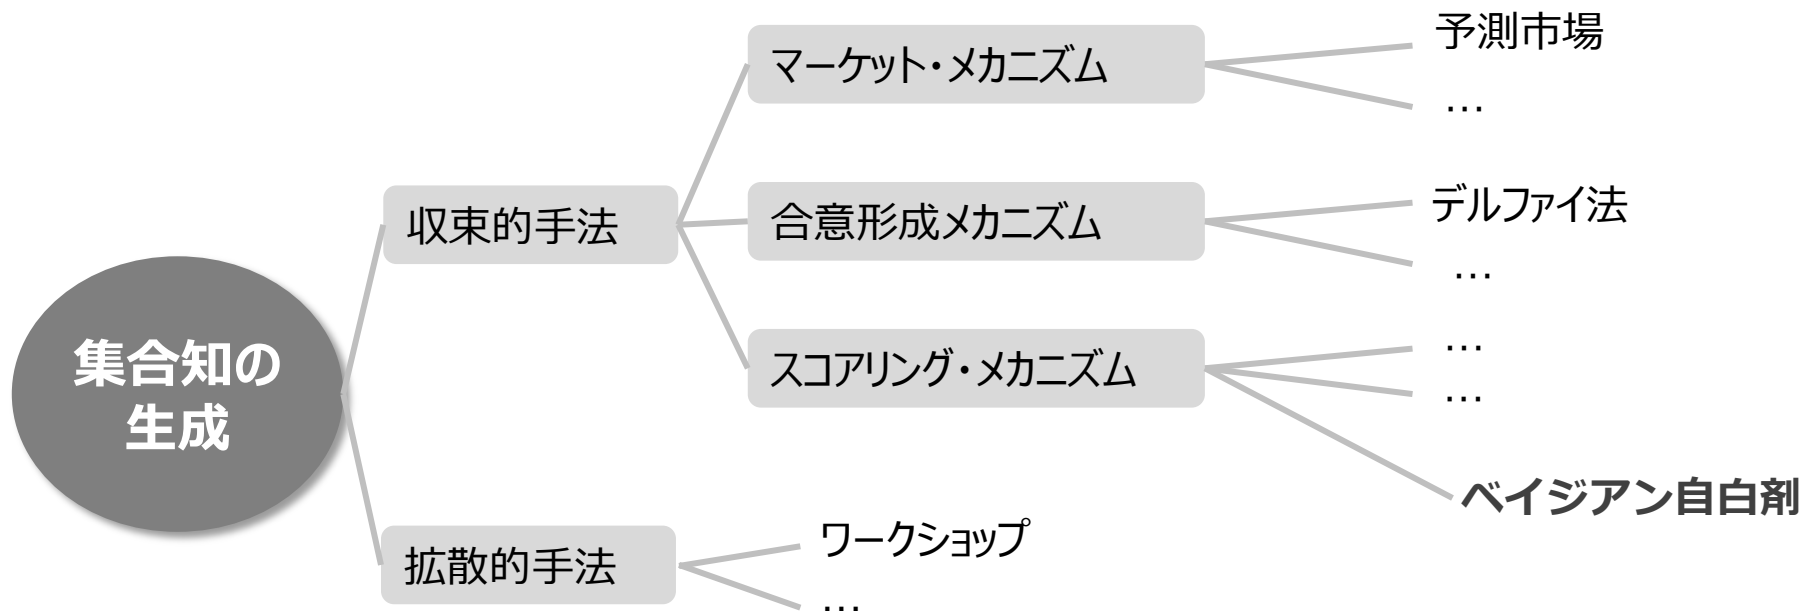 集合知の
生成
収束的手法
マーケット・メカニズム
予測市場
…
合意形成メカニズム
デルファイ法
…
スコアリング・メカニズム
…
…
ベイジアン自白剤
拡散的手法
ワークショップ
…